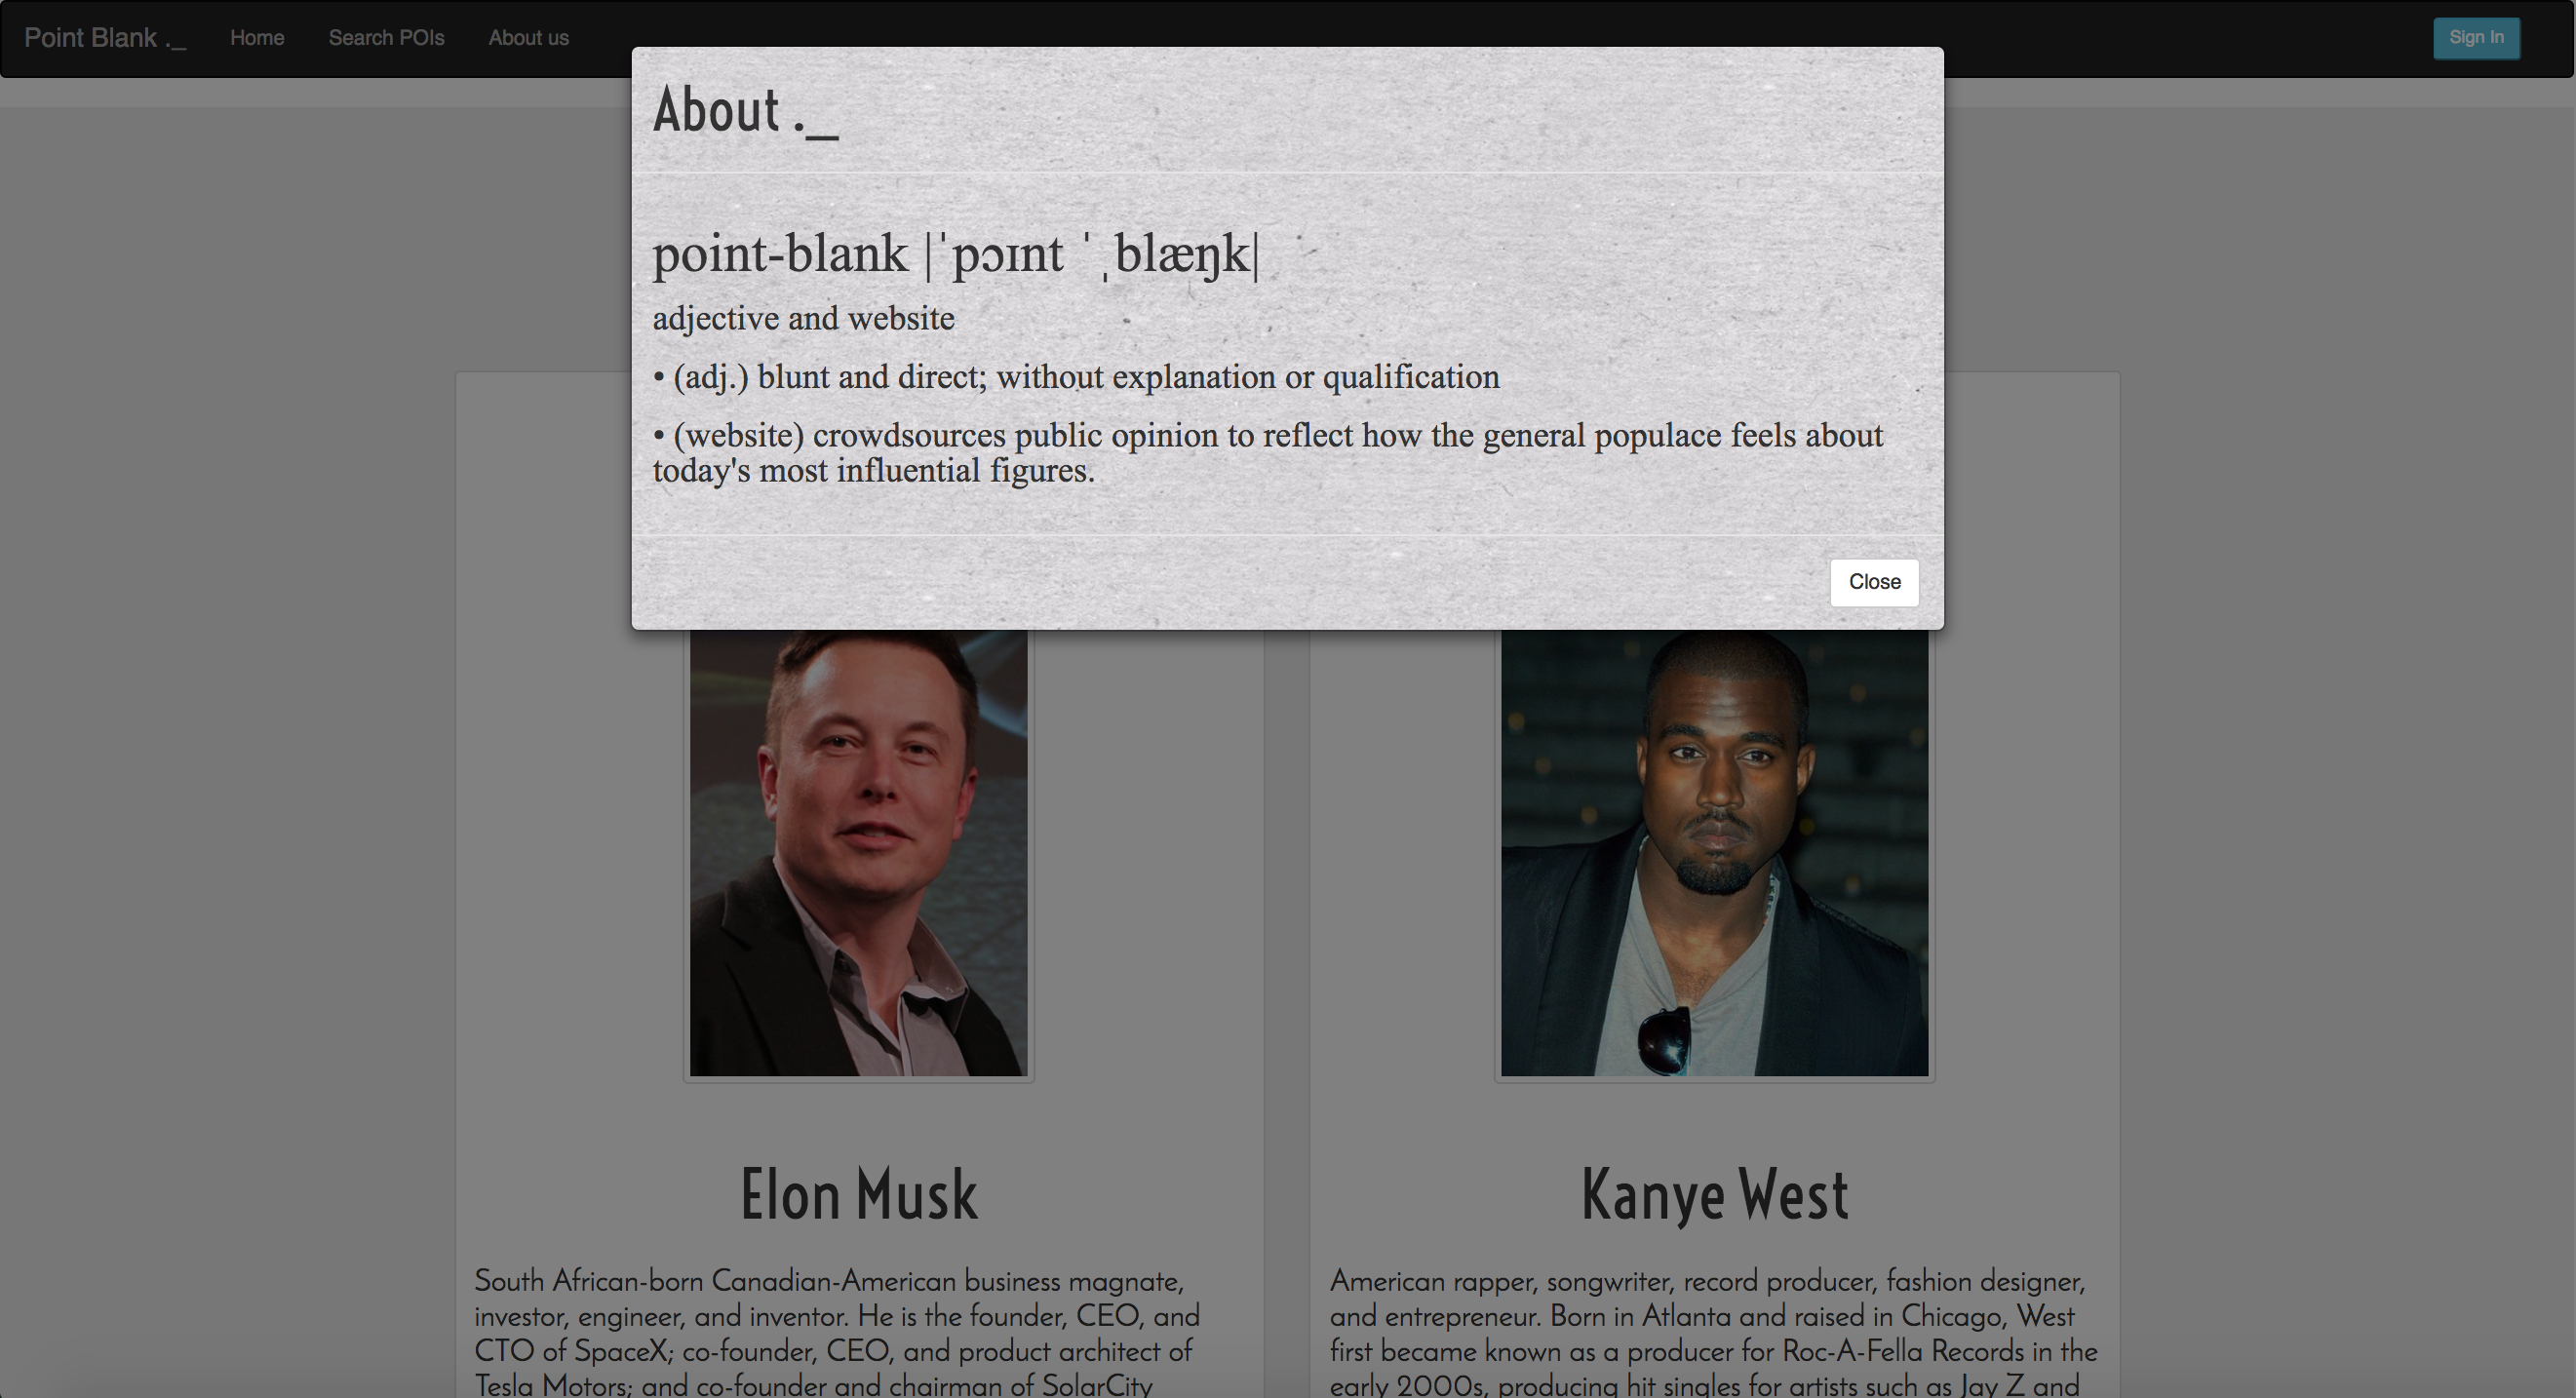 Point Blank ._ Home Search POIs About us Sign In
About ._
point-blank |ˈpɔɪnt ˈˌblæŋk|
adjective and website
• (adj.) blunt and direct; without explanation or qualification
• (website) crowdsources public opinion to reflect how the general populace feels about
today's most influential figures.
Close
Elon Musk
South African-born Canadian-American business magnate,
investor, engineer, and inventor. He is the founder, CEO, and
CTO of SpaceX; co-founder, CEO, and product architect of
Tesla Motors; and co-founder and chairman of SolarCity
Kanye West
American rapper, songwriter, record producer, fashion designer,
and entrepreneur. Born in Atlanta and raised in Chicago, West
first became known as a producer for Roc-A-Fella Records in the
early 2000s, producing hit singles for artists such as Jay Z and